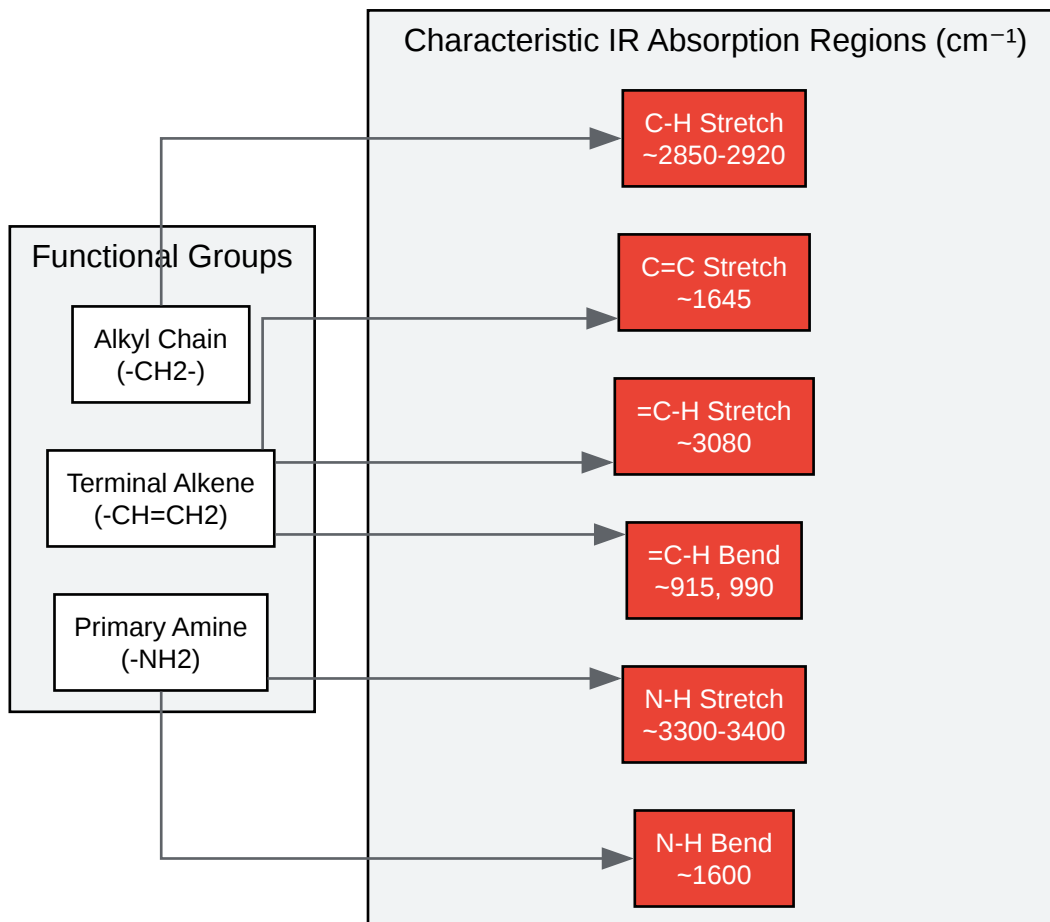 Characteristic IR Absorption Regions (cm⁻¹)
C-H Stretch
~2850-2920
C=C Stretch
~1645
=C-H Stretch
~3080
=C-H Bend
~915, 990
N-H Stretch
~3300-3400
N-H Bend
~1600
Functional Groups
Alkyl Chain
(-CH2-)
Terminal Alkene
(-CH=CH2)
Primary Amine
(-NH2)